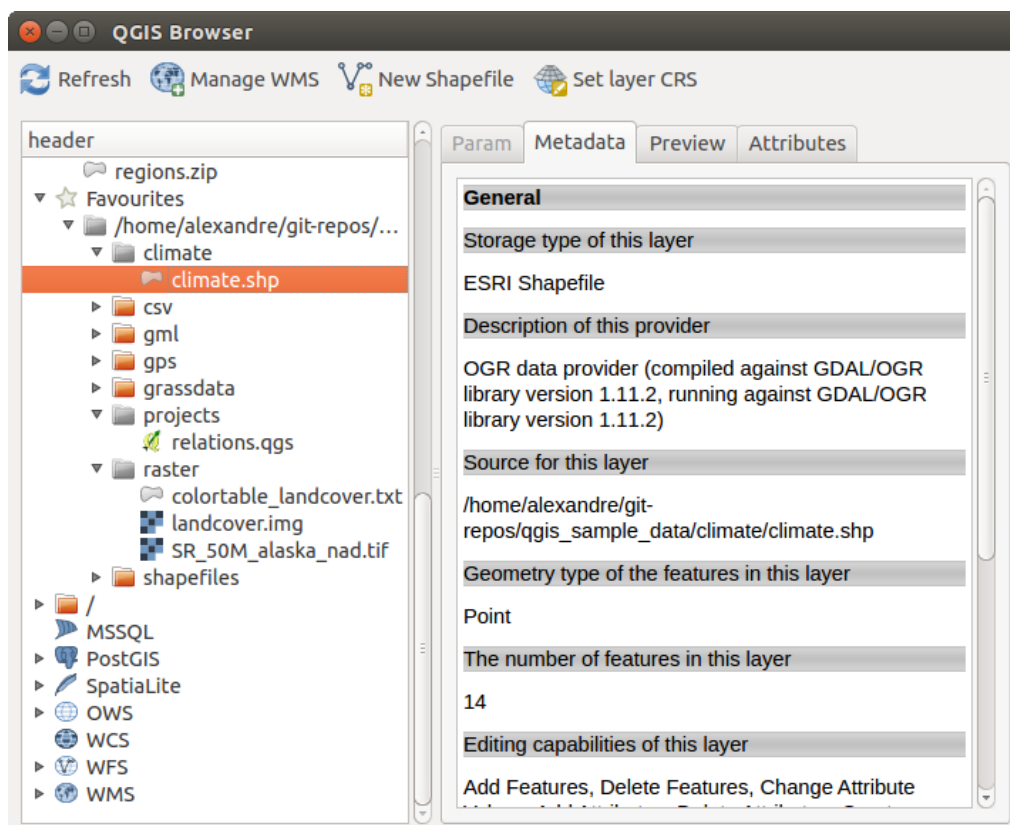 QGIS Browser
Refresh Manage WMS New Shapefile Set layer CRS
header
regions.zip
Favourites
/home/alexandre/git-repos/...
climate
climate.shp
csv
gml
gps
grassdata
projects
relations.qgs
raster
colortable_landcover.txt
landcover.img
SR_50M_alaska_nad.tif
shapefiles
/
MSSQL
PostGIS
SpatiaLite
OWS
WCS
WFS
WMS
Param Metadata Preview Attributes
General
Storage type of this layer
ESRI Shapefile
Description of this provider
OGR data provider (compiled against GDAL/OGR
library version 1.11.2, running against GDAL/OGR
library version 1.11.2)
Source for this layer
/home/alexandre/git-
repos/qgis_sample_data/climate/climate.shp
Geometry type of the features in this layer
Point
The number of features in this layer
14
Editing capabilities of this layer
Add Features, Delete Features, Change Attribute